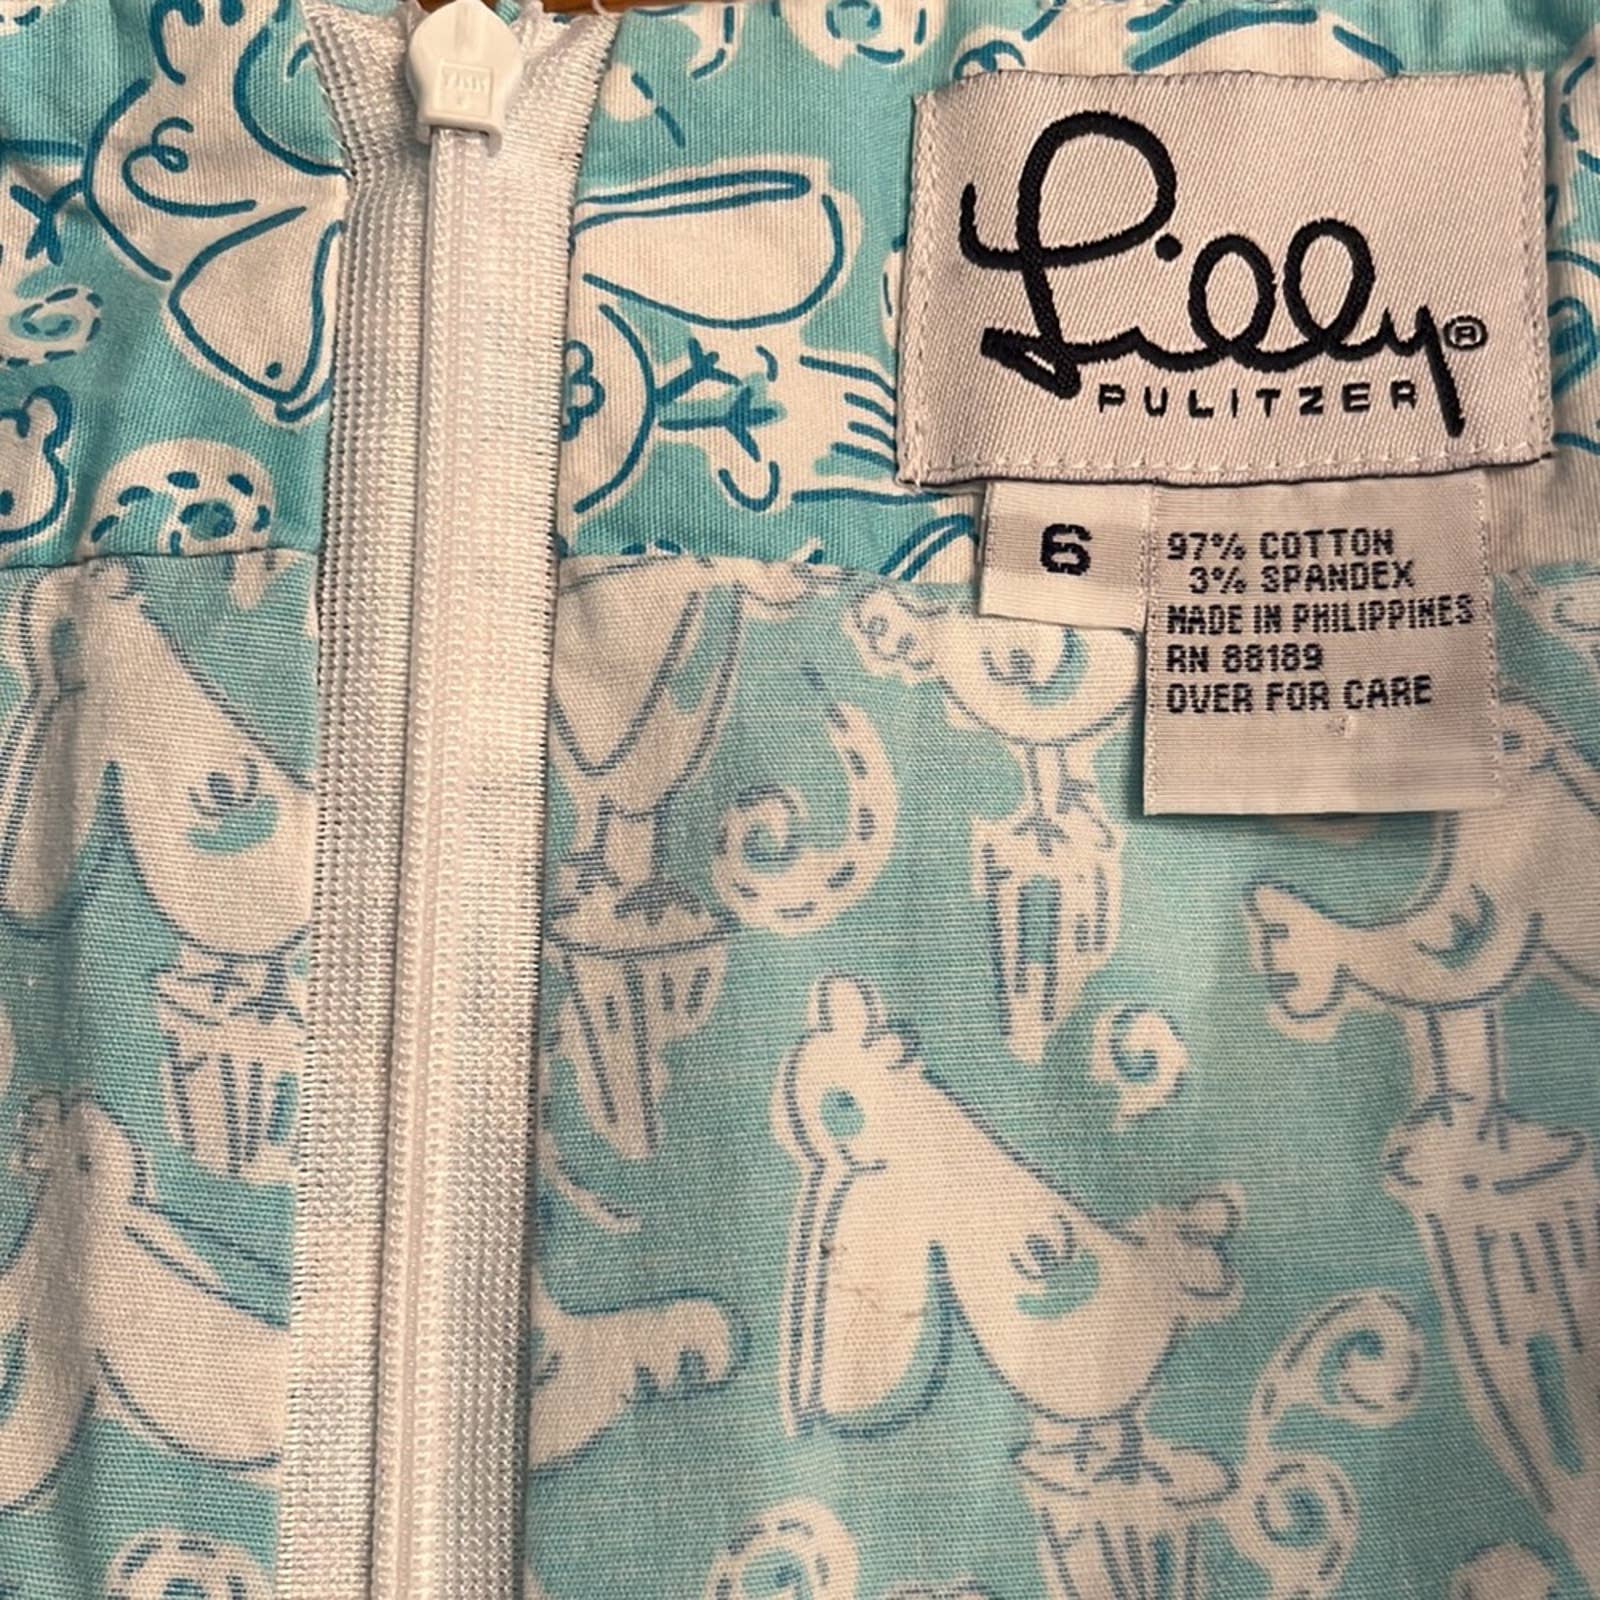 Lilly®
PULITZER
6
97% COTTON
3% SPANDEX
MADE IN PHILIPPINES
RN 88189
OVER FOR CARE